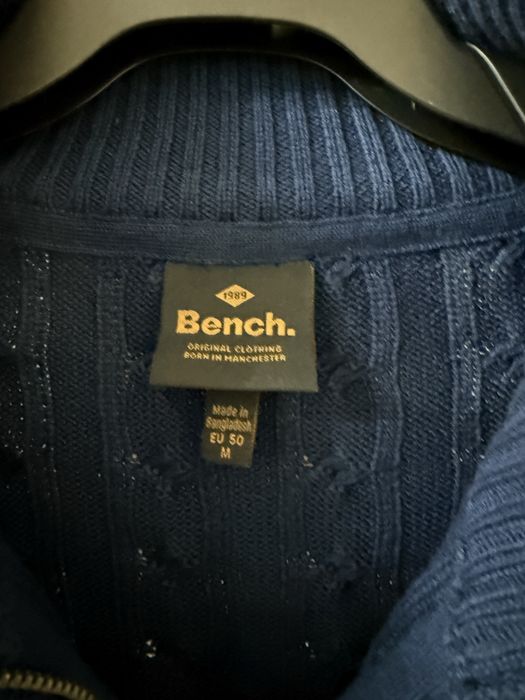 1989
Bench.
ORIGINAL CLOTHING
BORN IN MANCHESTER
Made in
Bangladesh
EU 50
M